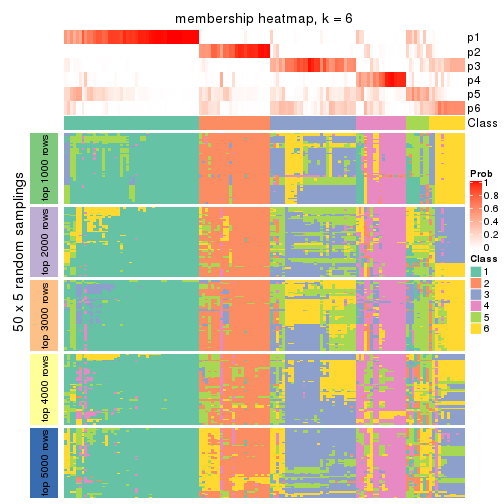 membership heatmap, k = 6
p1
p2
p3
p4
p5
p6
Class
50 x 5 random samplings
top 1000 rows
top 2000 rows
top 3000 rows
top 4000 rows
top 5000 rows
Prob
1
0.8
0.6
0.4
0.2
0
Class
1
2
3
4
5
6